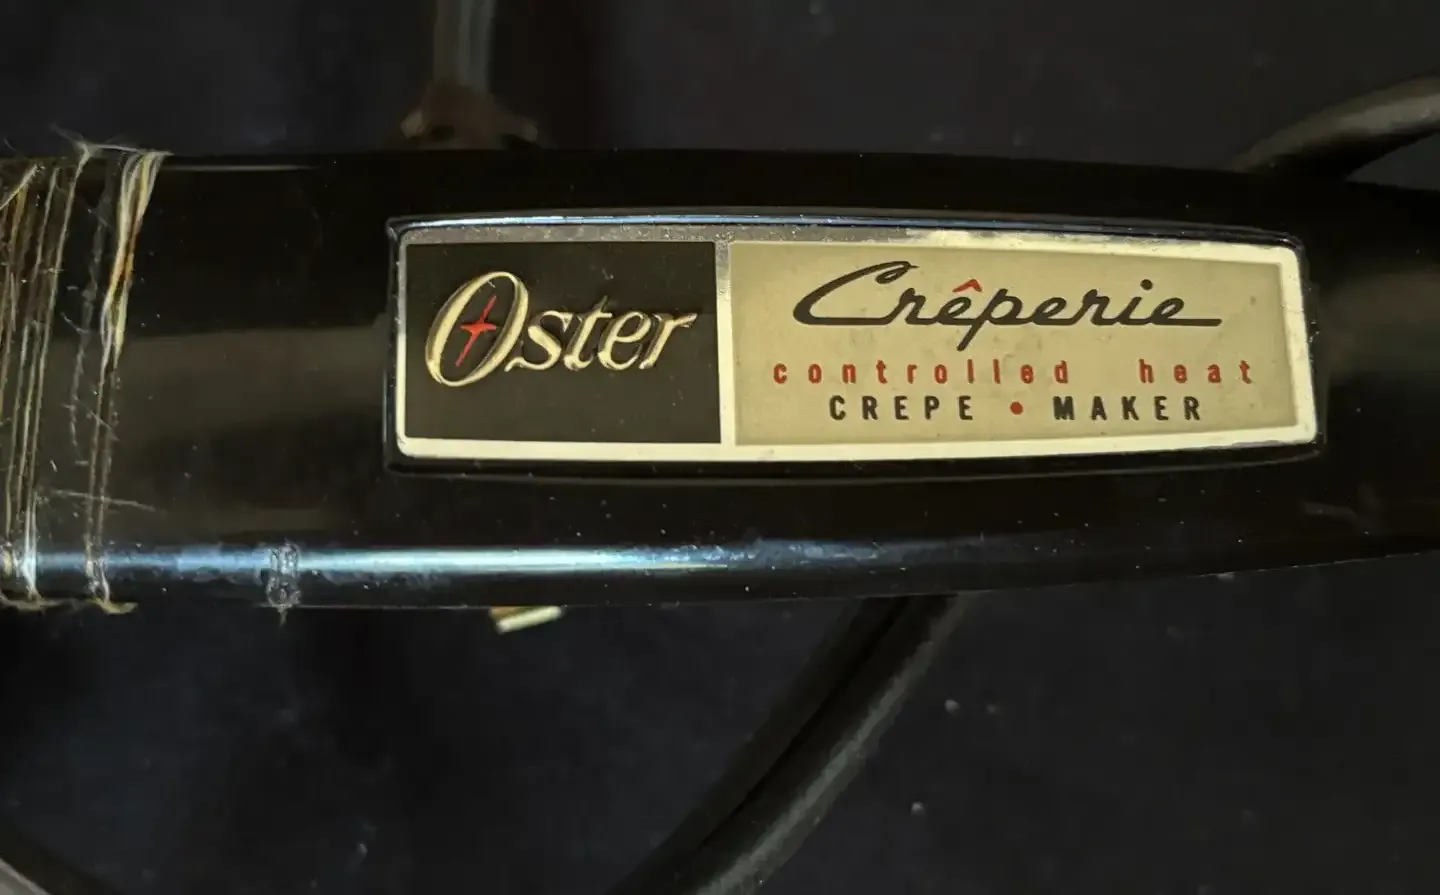 Oster
Crêperie
controlled heat
CREPE • MAKER